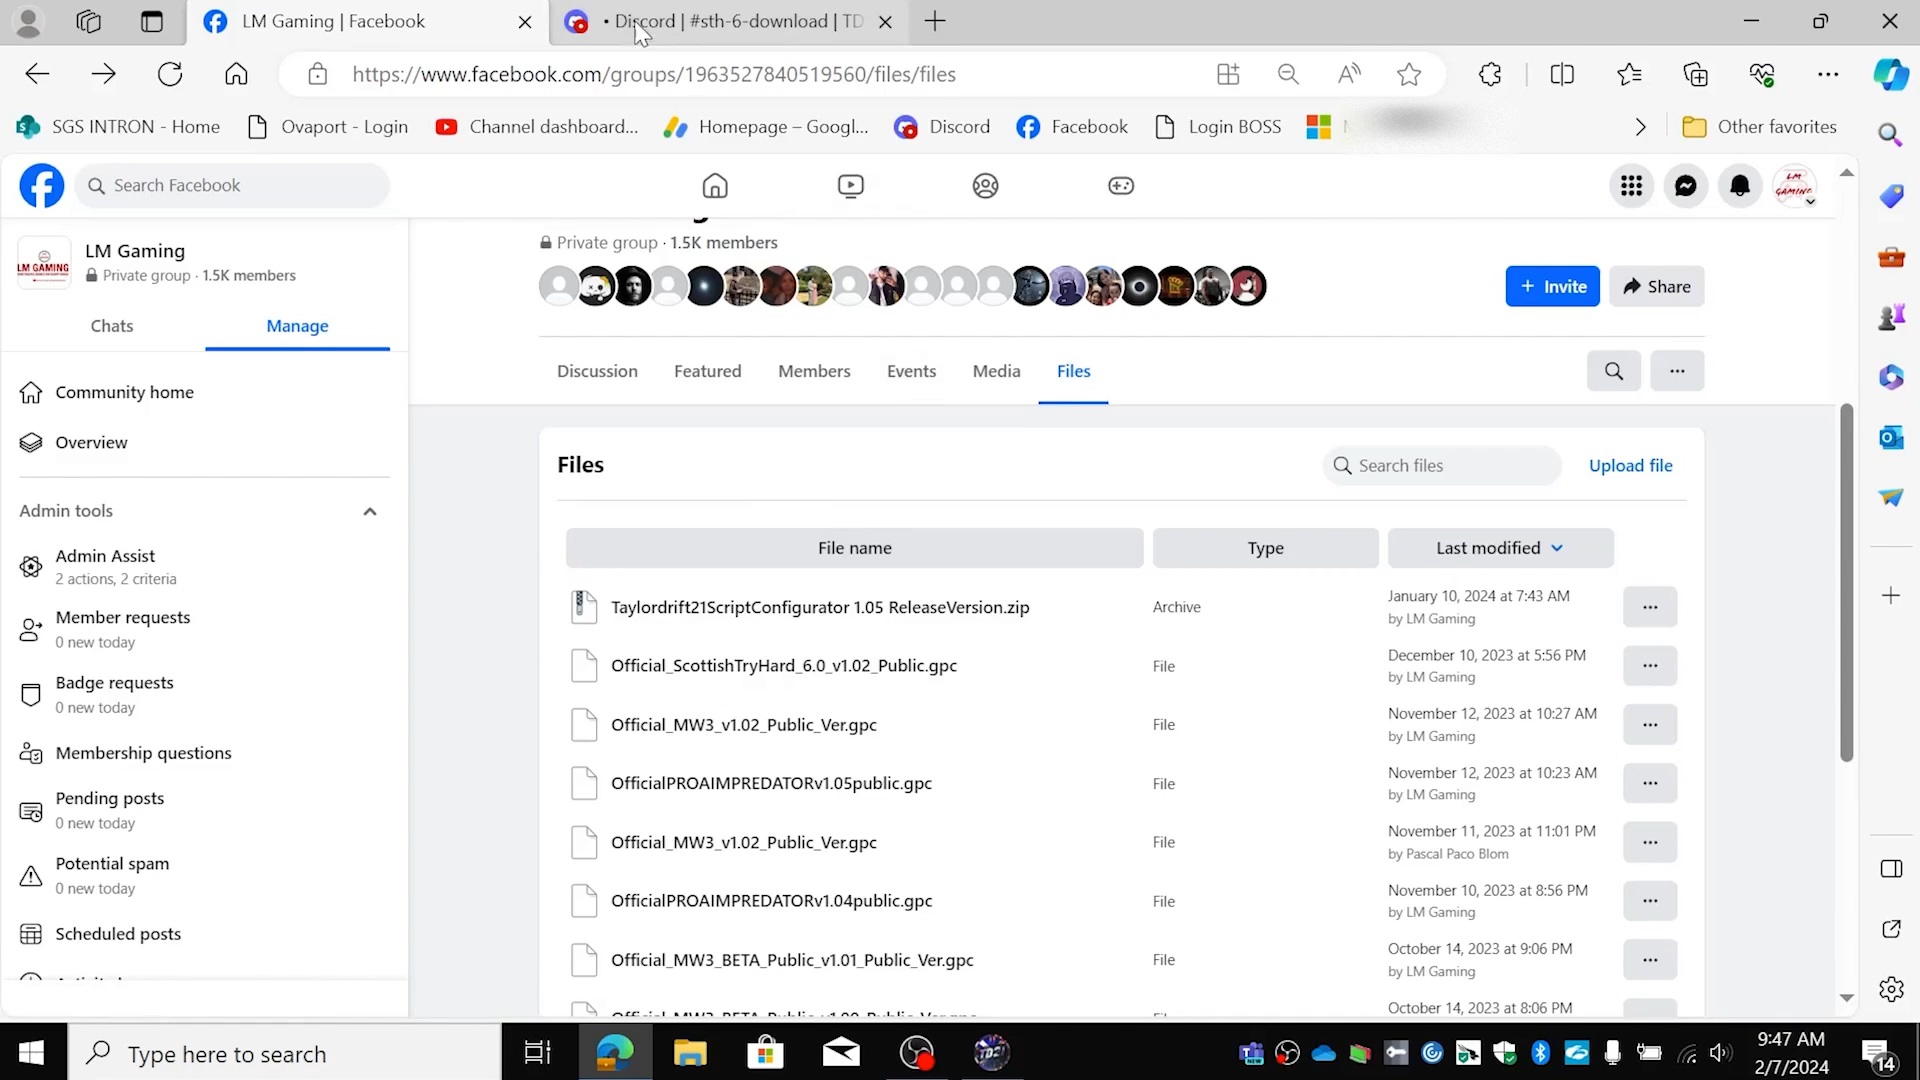 LM Gaming | Facebook
• Discord | #sth-6-download | TD
https://www.facebook.com/groups/1963527840519560/files/files
SGS INTRON - Home
Ovaport - Login
Channel dashboard...
Homepage – Googl...
Discord
Facebook
Login BOSS
Other favorites
Search Facebook
LM GAMING
LM Gaming
Private group · 1.5K members
Chats
Manage
Community home
Overview
Admin tools
Admin Assist
2 actions, 2 criteria
Member requests
0 new today
Badge requests
0 new today
Membership questions
Pending posts
0 new today
Potential spam
0 new today
Scheduled posts
LM GAMING
Private group · 1.5K members
+ Invite
Share
Discussion
Featured
Members
Events
Media
Files
Files
Search files
Upload file
File name
Type
Last modified
Taylordrift21ScriptConfigurator 1.05 ReleaseVersion.zip
Archive
January 10, 2024 at 7:43 AM
by LM Gaming
Official_ScottishTryHard_6.0_v1.02_Public.gpc
File
December 10, 2023 at 5:56 PM
by LM Gaming
Official_MW3_v1.02_Public_Ver.gpc
File
November 12, 2023 at 10:27 AM
by LM Gaming
OfficialPROAIMPREDATORv1.05public.gpc
File
November 12, 2023 at 10:23 AM
by LM Gaming
Official_MW3_v1.02_Public_Ver.gpc
File
November 11, 2023 at 11:01 PM
by Pascal Paco Blom
OfficialPROAIMPREDATORv1.04public.gpc
File
November 10, 2023 at 8:56 PM
by LM Gaming
Official_MW3_BETA_Public_v1.01_Public_Ver.gpc
File
October 14, 2023 at 9:06 PM
by LM Gaming
October 14, 2023 at 8:06 PM
Type here to search
9:47 AM
2/7/2024
14